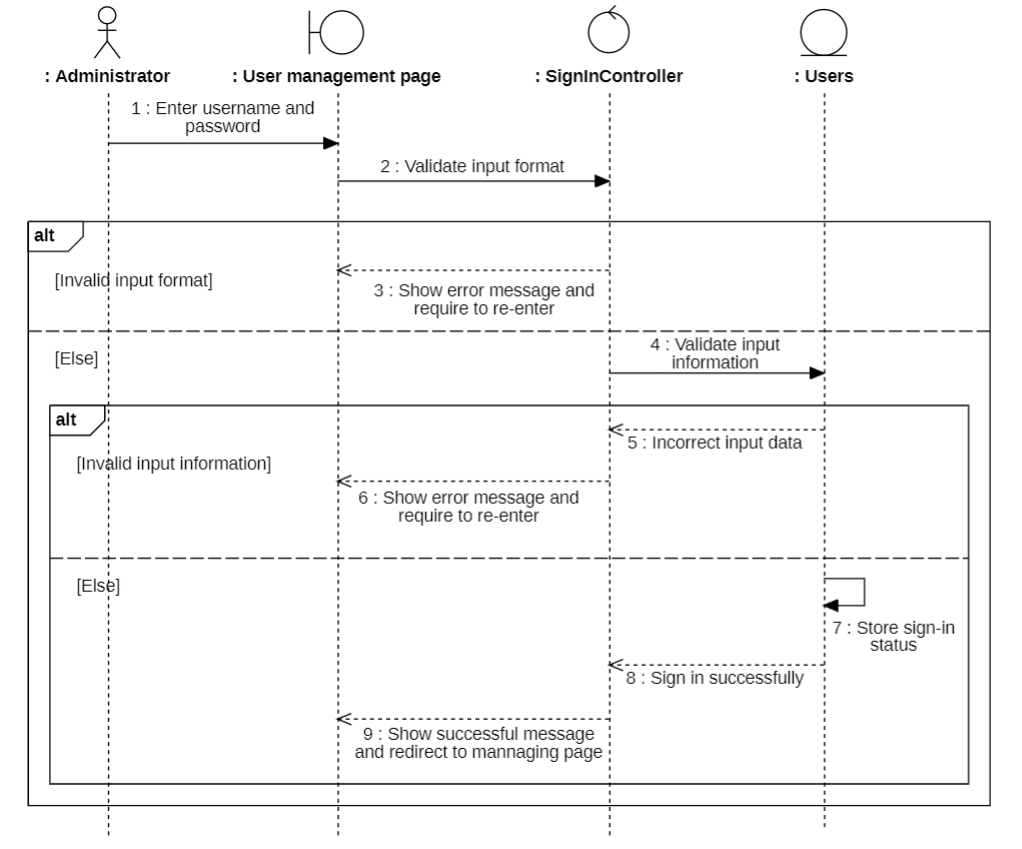 : Administrator
: User management page
: SignInController
: Users
1 : Enter username and
password
2 : Validate input format
alt
[Invalid input format]
3 : Show error message and
require to re-enter
[Else]
4 : Validate input
information
alt
5 : Incorrect input data
[Invalid input information]
6 : Show error message and
require to re-enter
[Else]
7 : Store sign-in
status
8 : Sign in successfully
9 : Show successful message
and redirect to mannaging page